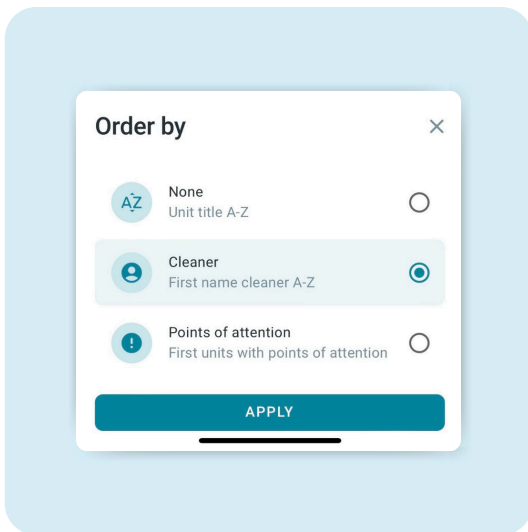 Order by
AZ
None
Unit title A-Z
Cleaner
First name cleaner A-Z
Points of attention
First units with points of attention
APPLY